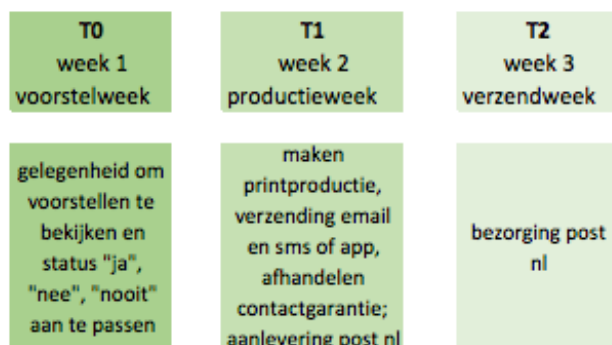 T0
week 1
voorstelweek
T1
week 2
productieweek
T2
week 3
verzendweek
gelegenheid om
voorstellen te
bekijken en
status "ja",
"nee", "nooit"
aan te passen
maken
printproductie,
verzending email
en sms of app,
afhandelen
contactgarantie;
aanlevering post nl
bezorging post
nl